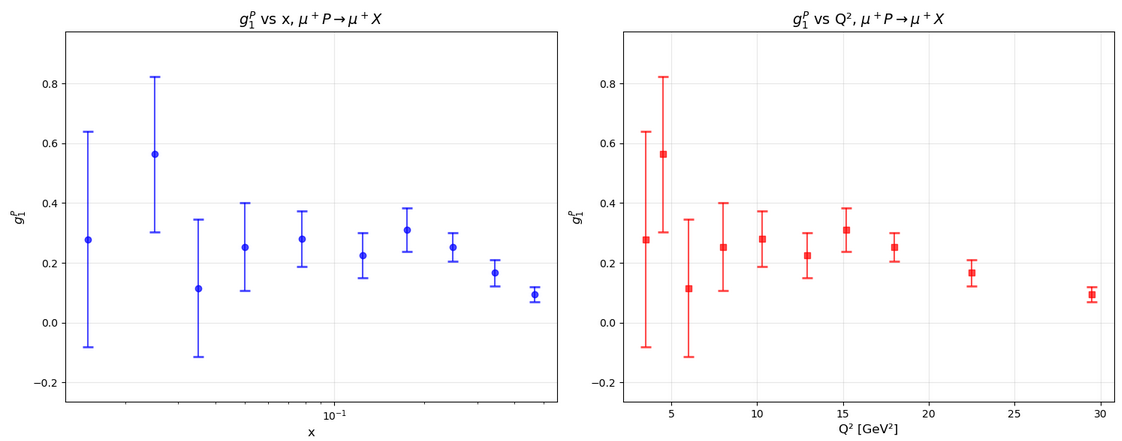 g₁ᴾ vs x, μ⁺P→μ⁺X
0.8
0.6
0.4
0.2
0.0
−0.2
g₁ᴾ
10⁻¹
x
g₁ᴾ vs Q², μ⁺P→μ⁺X
0.8
0.6
0.4
0.2
0.0
−0.2
g₁ᴾ
5 10 15 20 25 30
Q² [GeV²]